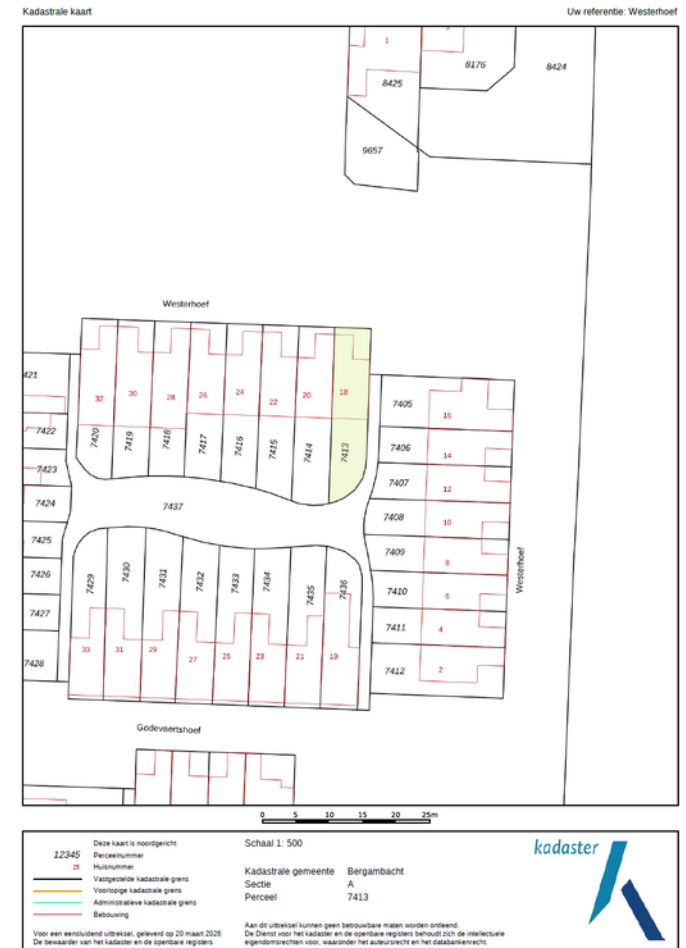 Kadastrale kaart
Uw referentie: Westerhoef
1
8176
8424
8425
9657
Westerhoef
421
32
30
28
26
24
22
20
18
7405
16
7422
7420
7419
7418
7417
7416
7415
7414
7413
7406
14
7423
7407
12
7424
7437
7408
10
7425
7409
8
Westerhoef
7426
7429
7430
7431
7432
7433
7434
7435
7436
7410
6
7427
7411
4
7428
33
31
29
27
25
23
21
19
7412
2
Godevaertshoef
0 5 10 15 20 25m
Deze kaart is noordgericht
12345 Perceelnummer
25 Huisnummer
Vastgestelde kadastrale grens
Voorlopige kadastrale grens
Administratieve kadastrale grens
Bebouwing
Voor een eensluidend uittreksel, geleverd op 20 maart 2026
De bewaarder van het kadaster en de openbare registers
Schaal 1: 500
Kadastrale gemeente Bergambacht
Sectie A
Perceel 7413
Aan dit uittreksel kunnen geen betrouwbare maten worden ontleend.
De Dienst voor het kadaster en de openbare registers behoudt zich de intellectuele
eigendomsrechten voor, waaronder het auteursrecht en het databankenrecht.
kadaster